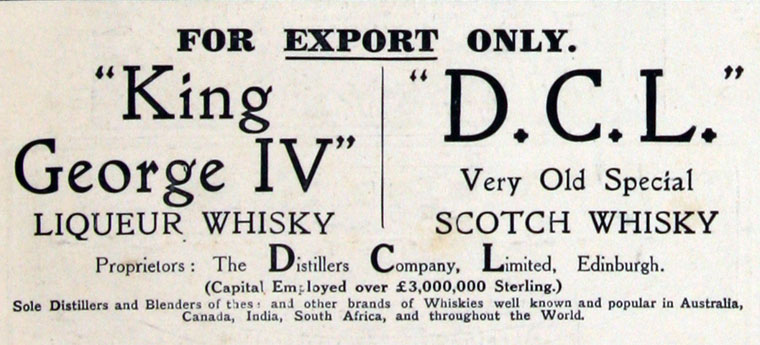 FOR EXPORT ONLY.
"King
George IV"
LIQUEUR WHISKY
"D.C.L."
Very Old Special
SCOTCH WHISKY
Proprietors: The Distillers Company, Limited, Edinburgh.
(Capital Employed over £3,000,000 Sterling.)
Sole Distillers and Blenders of these and other brands of Whiskies well known and popular in Australia,
Canada, India, South Africa, and throughout the World.